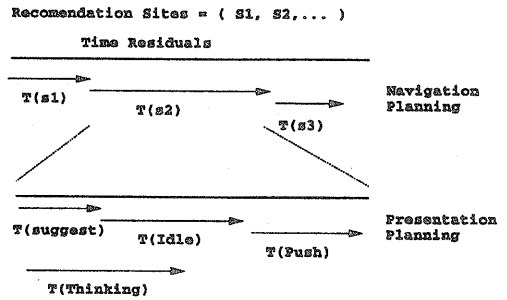 Recomendation Sites = ( S1, S2,... )
Time Residuals
T(s1)
T(s2)
T(s3)
Navigation
Planning
T(suggest)
T(Idle)
T(Push)
Presentation
Planning
T(Thinking)